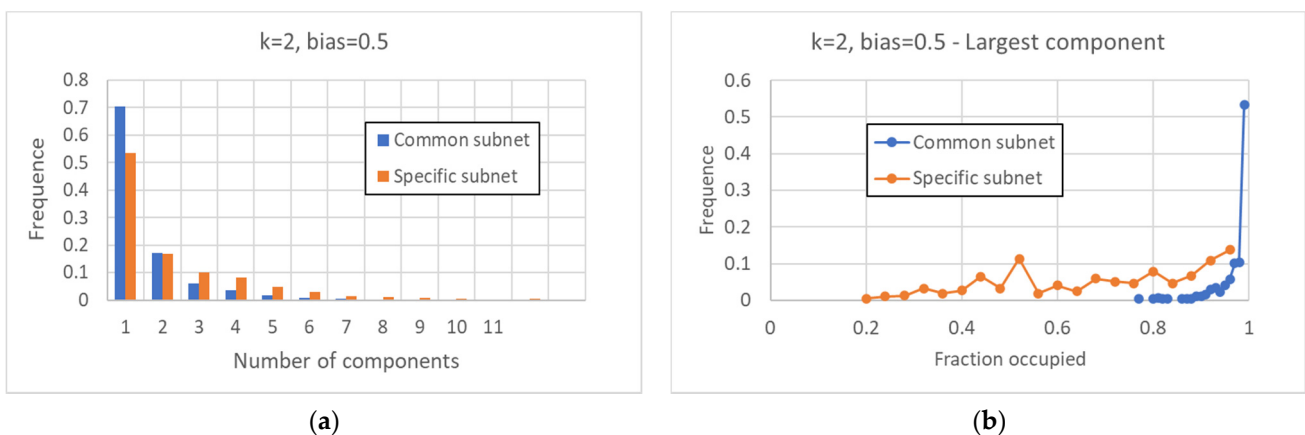 k=2, bias=0.5
0.8
0.7
0.6
0.5
0.4
0.3
0.2
0.1
0
Frequence
Common subnet
Specific subnet
1 2 3 4 5 6 7 8 9 10 11
Number of components
(a)
k=2, bias=0.5 - Largest component
0.6
0.5
0.4
0.3
0.2
0.1
0
Frequence
Common subnet
Specific subnet
0 0.2 0.4 0.6 0.8 1
Fraction occupied
(b)